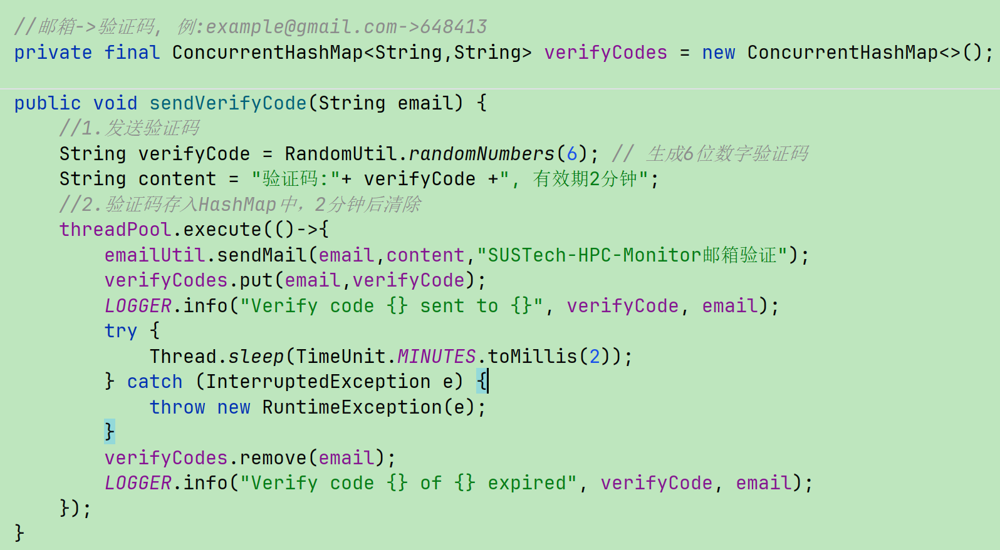 //邮箱->验证码, 例:example@gmail.com->648413
private final ConcurrentHashMap<String,String> verifyCodes = new ConcurrentHashMap<>();
public void sendVerifyCode(String email) {
//1.发送验证码
String verifyCode = RandomUtil.randomNumbers(6); // 生成6位数字验证码
String content = "验证码:"+ verifyCode +", 有效期2分钟";
//2.验证码存入HashMap中，2分钟后清除
threadPool.execute(()->{
emailUtil.sendMail(email,content,"SUSTech-HPC-Monitor邮箱验证");
verifyCodes.put(email,verifyCode);
LOGGER.info("Verify code {} sent to {}", verifyCode, email);
try {
Thread.sleep(TimeUnit.MINUTES.toMillis(2));
} catch (InterruptedException e) {
throw new RuntimeException(e);
}
verifyCodes.remove(email);
LOGGER.info("Verify code {} of {} expired", verifyCode, email);
});
}